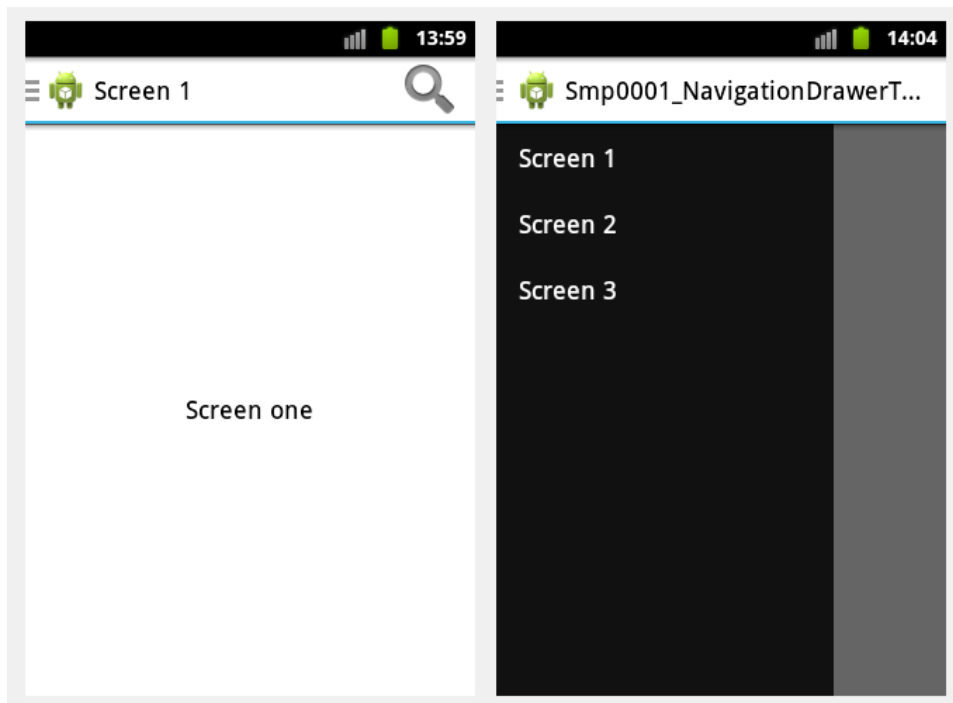 13:59
Screen 1
Screen one
14:04
Smp0001_NavigationDrawerT...
Screen 1
Screen 2
Screen 3